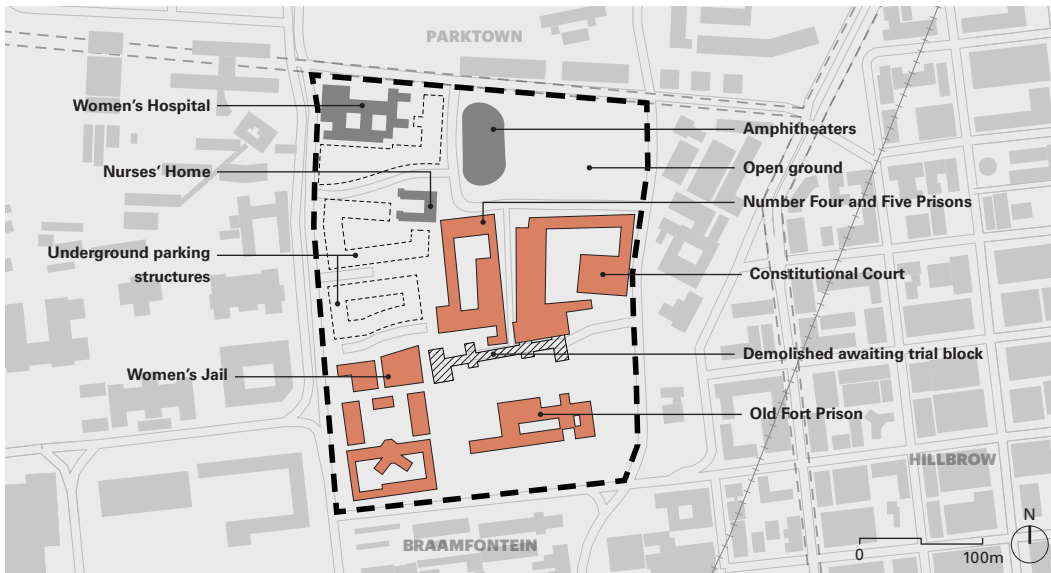 PARKTOWN
Women's Hospital
Amphitheaters
Nurses' Home
Open ground
Number Four and Five Prisons
Underground parking
structures
Constitutional Court
Demolished awaiting trial block
Women's Jail
Old Fort Prison
HILLBROW
BRAAMFONTEIN
N
0
100m